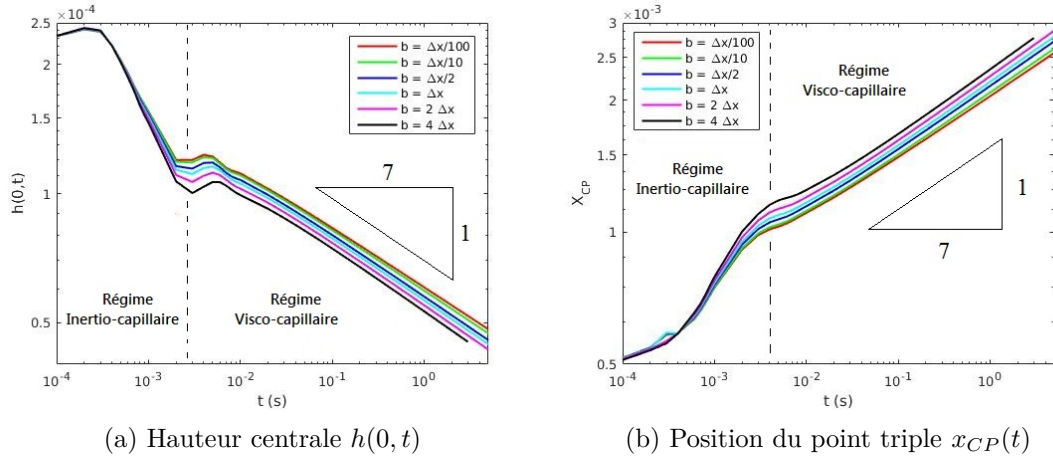 ×10⁻⁴
2.5
2
1.5
1
0.5
h(0,t)
b = Δx/100
b = Δx/10
b = Δx/2
b = Δx
b = 2 Δx
b = 4 Δx
7
1
Régime
Inertio-capillaire
Régime
Visco-capillaire
10⁻⁴ 10⁻³ 10⁻² 10⁻¹ 10⁰
t (s)
(a) Hauteur centrale h(0, t)
×10⁻³
3
2
1
0.5
X_CP
b = Δx/100
b = Δx/10
b = Δx/2
b = Δx
b = 2 Δx
b = 4 Δx
Régime
Visco-capillaire
Régime
Inertio-capillaire
1
7
10⁻⁴ 10⁻³ 10⁻² 10⁻¹ 10⁰
t (s)
(b) Position du point triple x_CP(t)